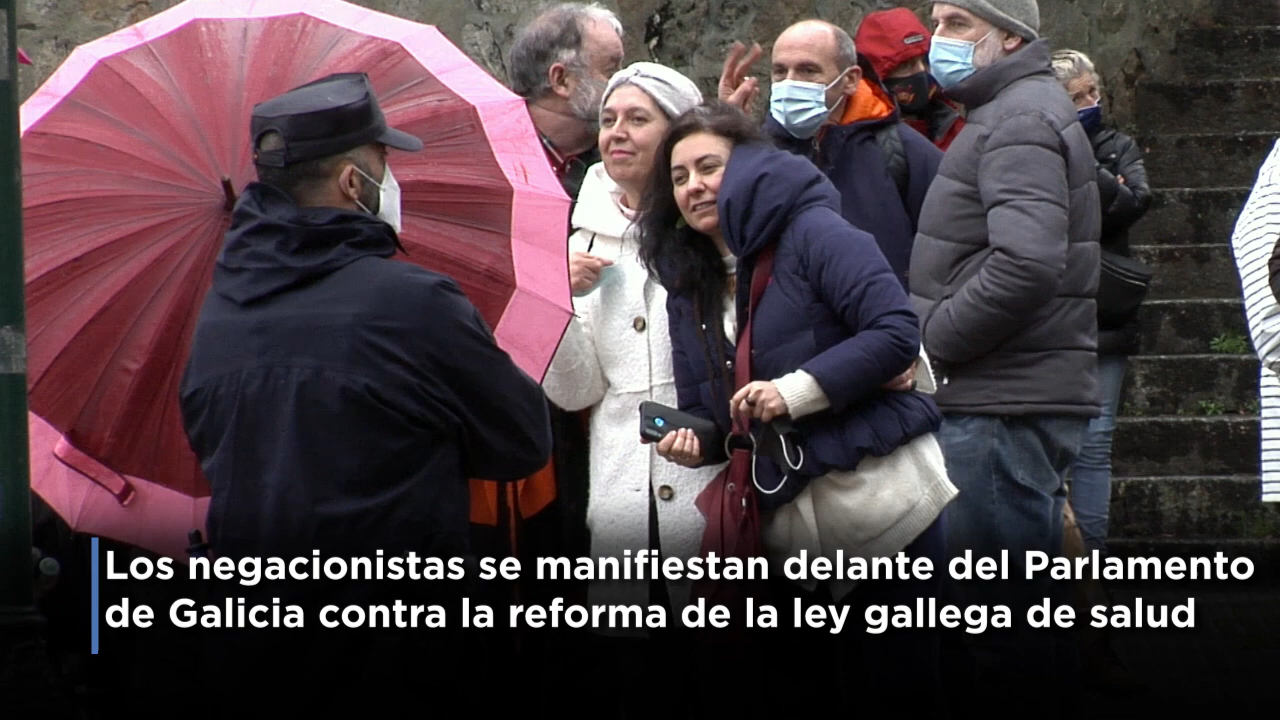 Los negacionistas se manifiestan delante del Parlamento
de Galicia contra la reforma de la ley gallega de salud